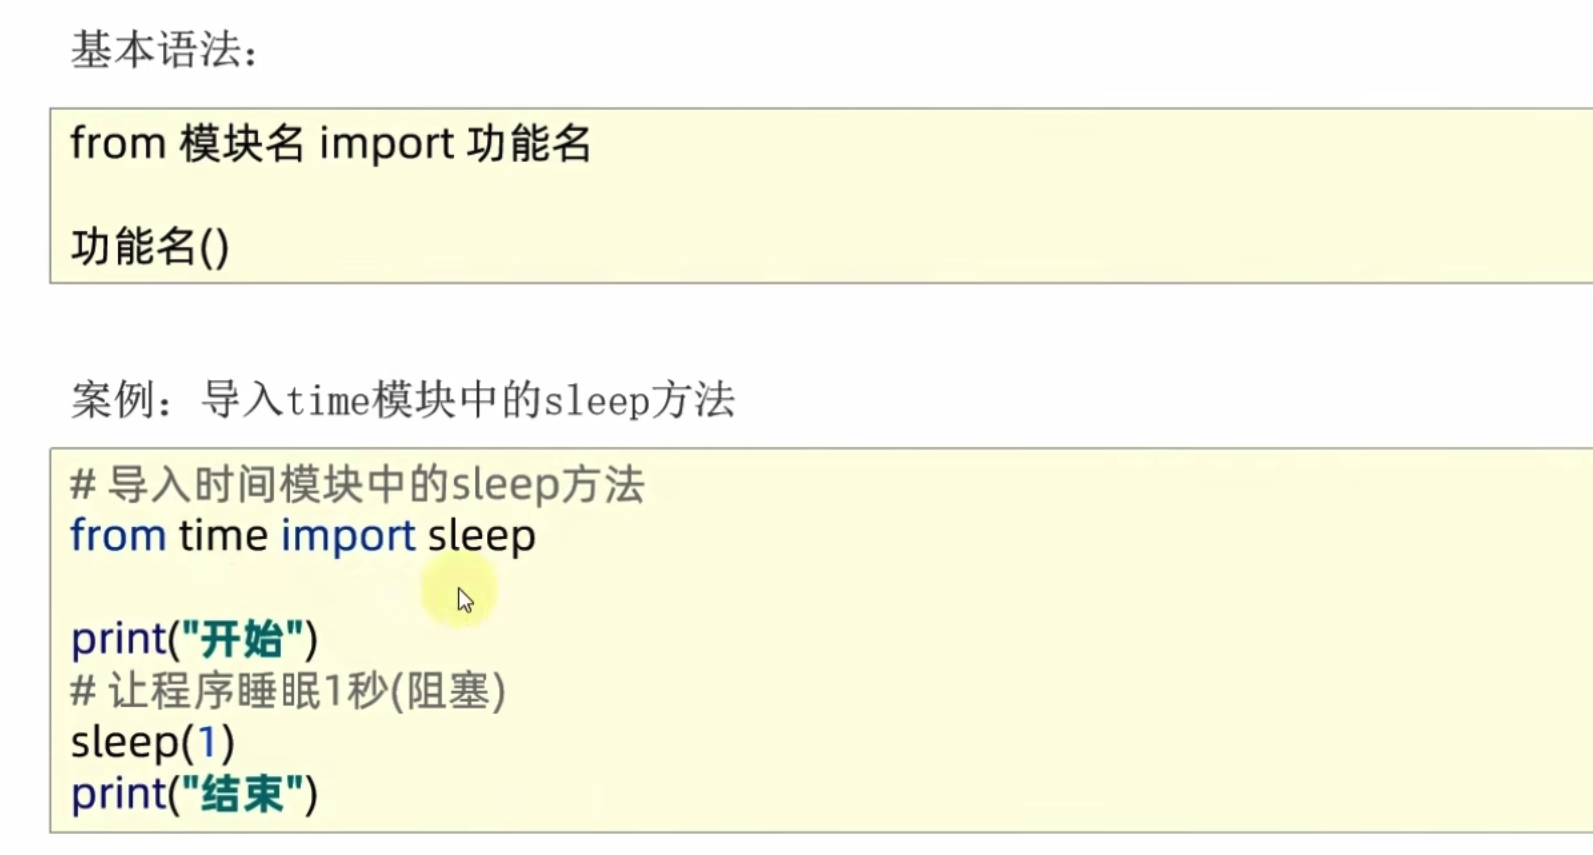 基本语法：
from 模块名 import 功能名
功能名()
案例：导入time模块中的sleep方法
# 导入时间模块中的sleep方法
from time import sleep
print("开始")
# 让程序睡眠1秒(阻塞)
sleep(1)
print("结束")